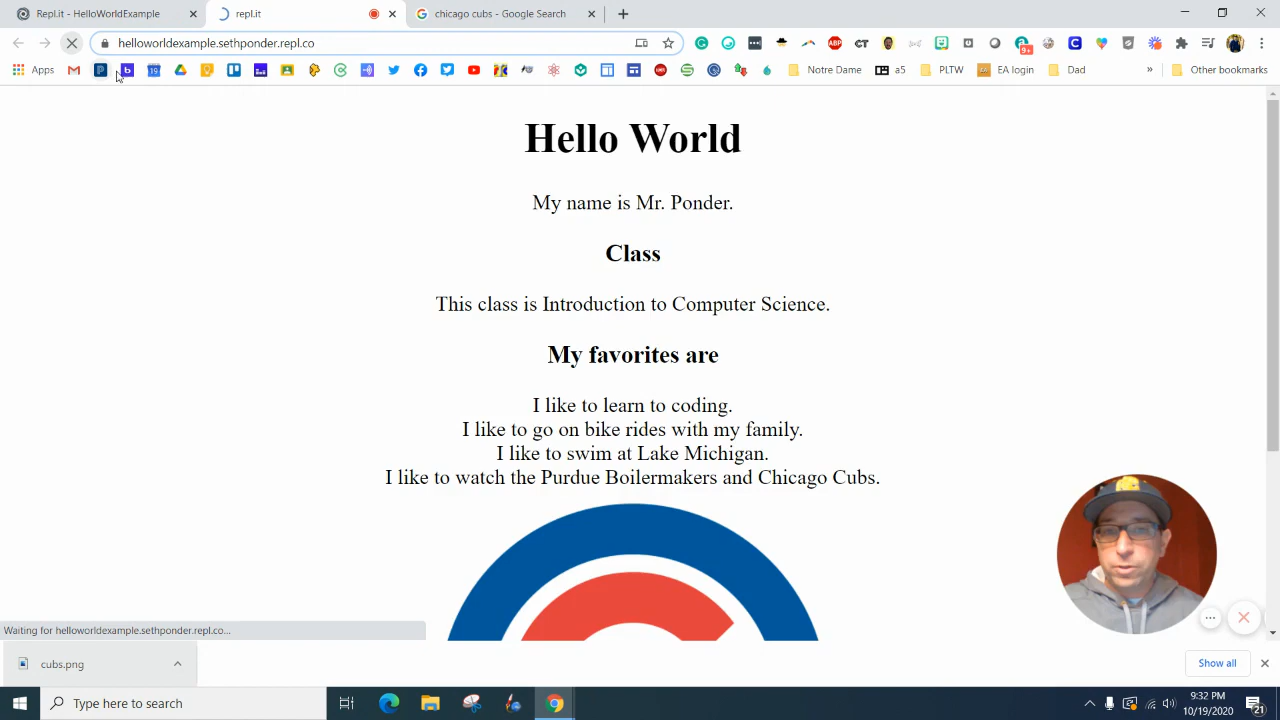 Repl.it - HelloWorldExample
repl.it
chicago cubs - Google Search
helloworldexample.sethponder.repl.co
Apps
Notre Dame
a5
PLTW
EA login
Dad
Other bookmarks
Hello World
My name is Mr. Ponder.
Class
This class is Introduction to Computer Science.
My favorites are
I like to learn to coding.
I like to go on bike rides with my family.
I like to swim at Lake Michigan.
I like to watch the Purdue Boilermakers and Chicago Cubs.
Waiting for helloworldexample.sethponder.repl.co...
cubs.png
Show all
Type here to search
9:32 PM
10/19/2020
21